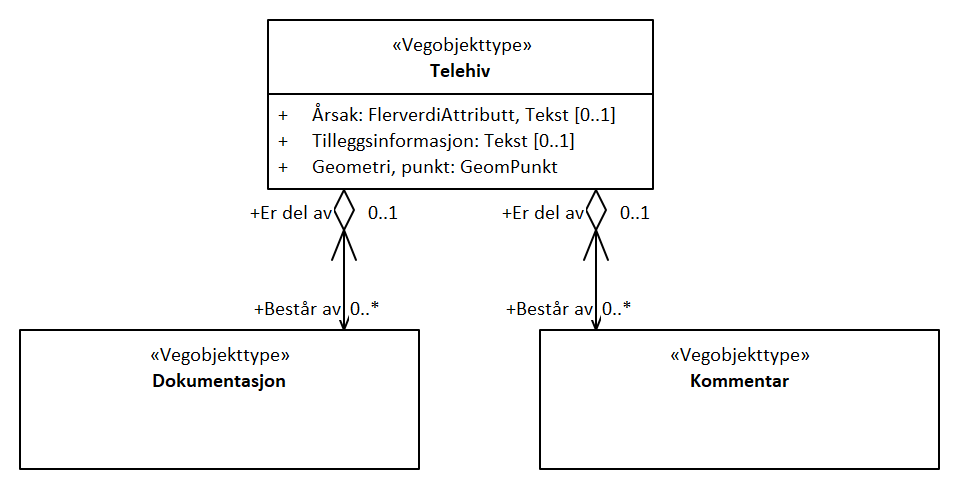 «Vegobjekttype»
Telehiv
+ Årsak: FlerverdiAttributt, Tekst [0..1]
+ Tilleggsinformasjon: Tekst [0..1]
+ Geometri, punkt: GeomPunkt
+Er del av 0..1 +Er del av 0..1
+Består av 0..* +Består av 0..*
«Vegobjekttype»
Dokumentasjon
«Vegobjekttype»
Kommentar